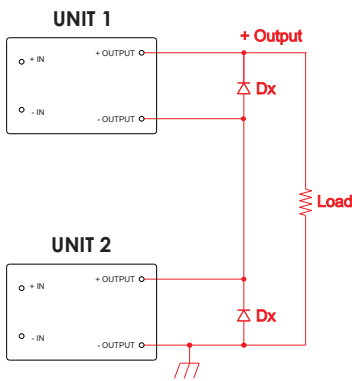 UNIT 1
+ Output
+ OUTPUT
+ IN
Dx
- IN
- OUTPUT
Load
UNIT 2
+ OUTPUT
+ IN
Dx
- IN
- OUTPUT